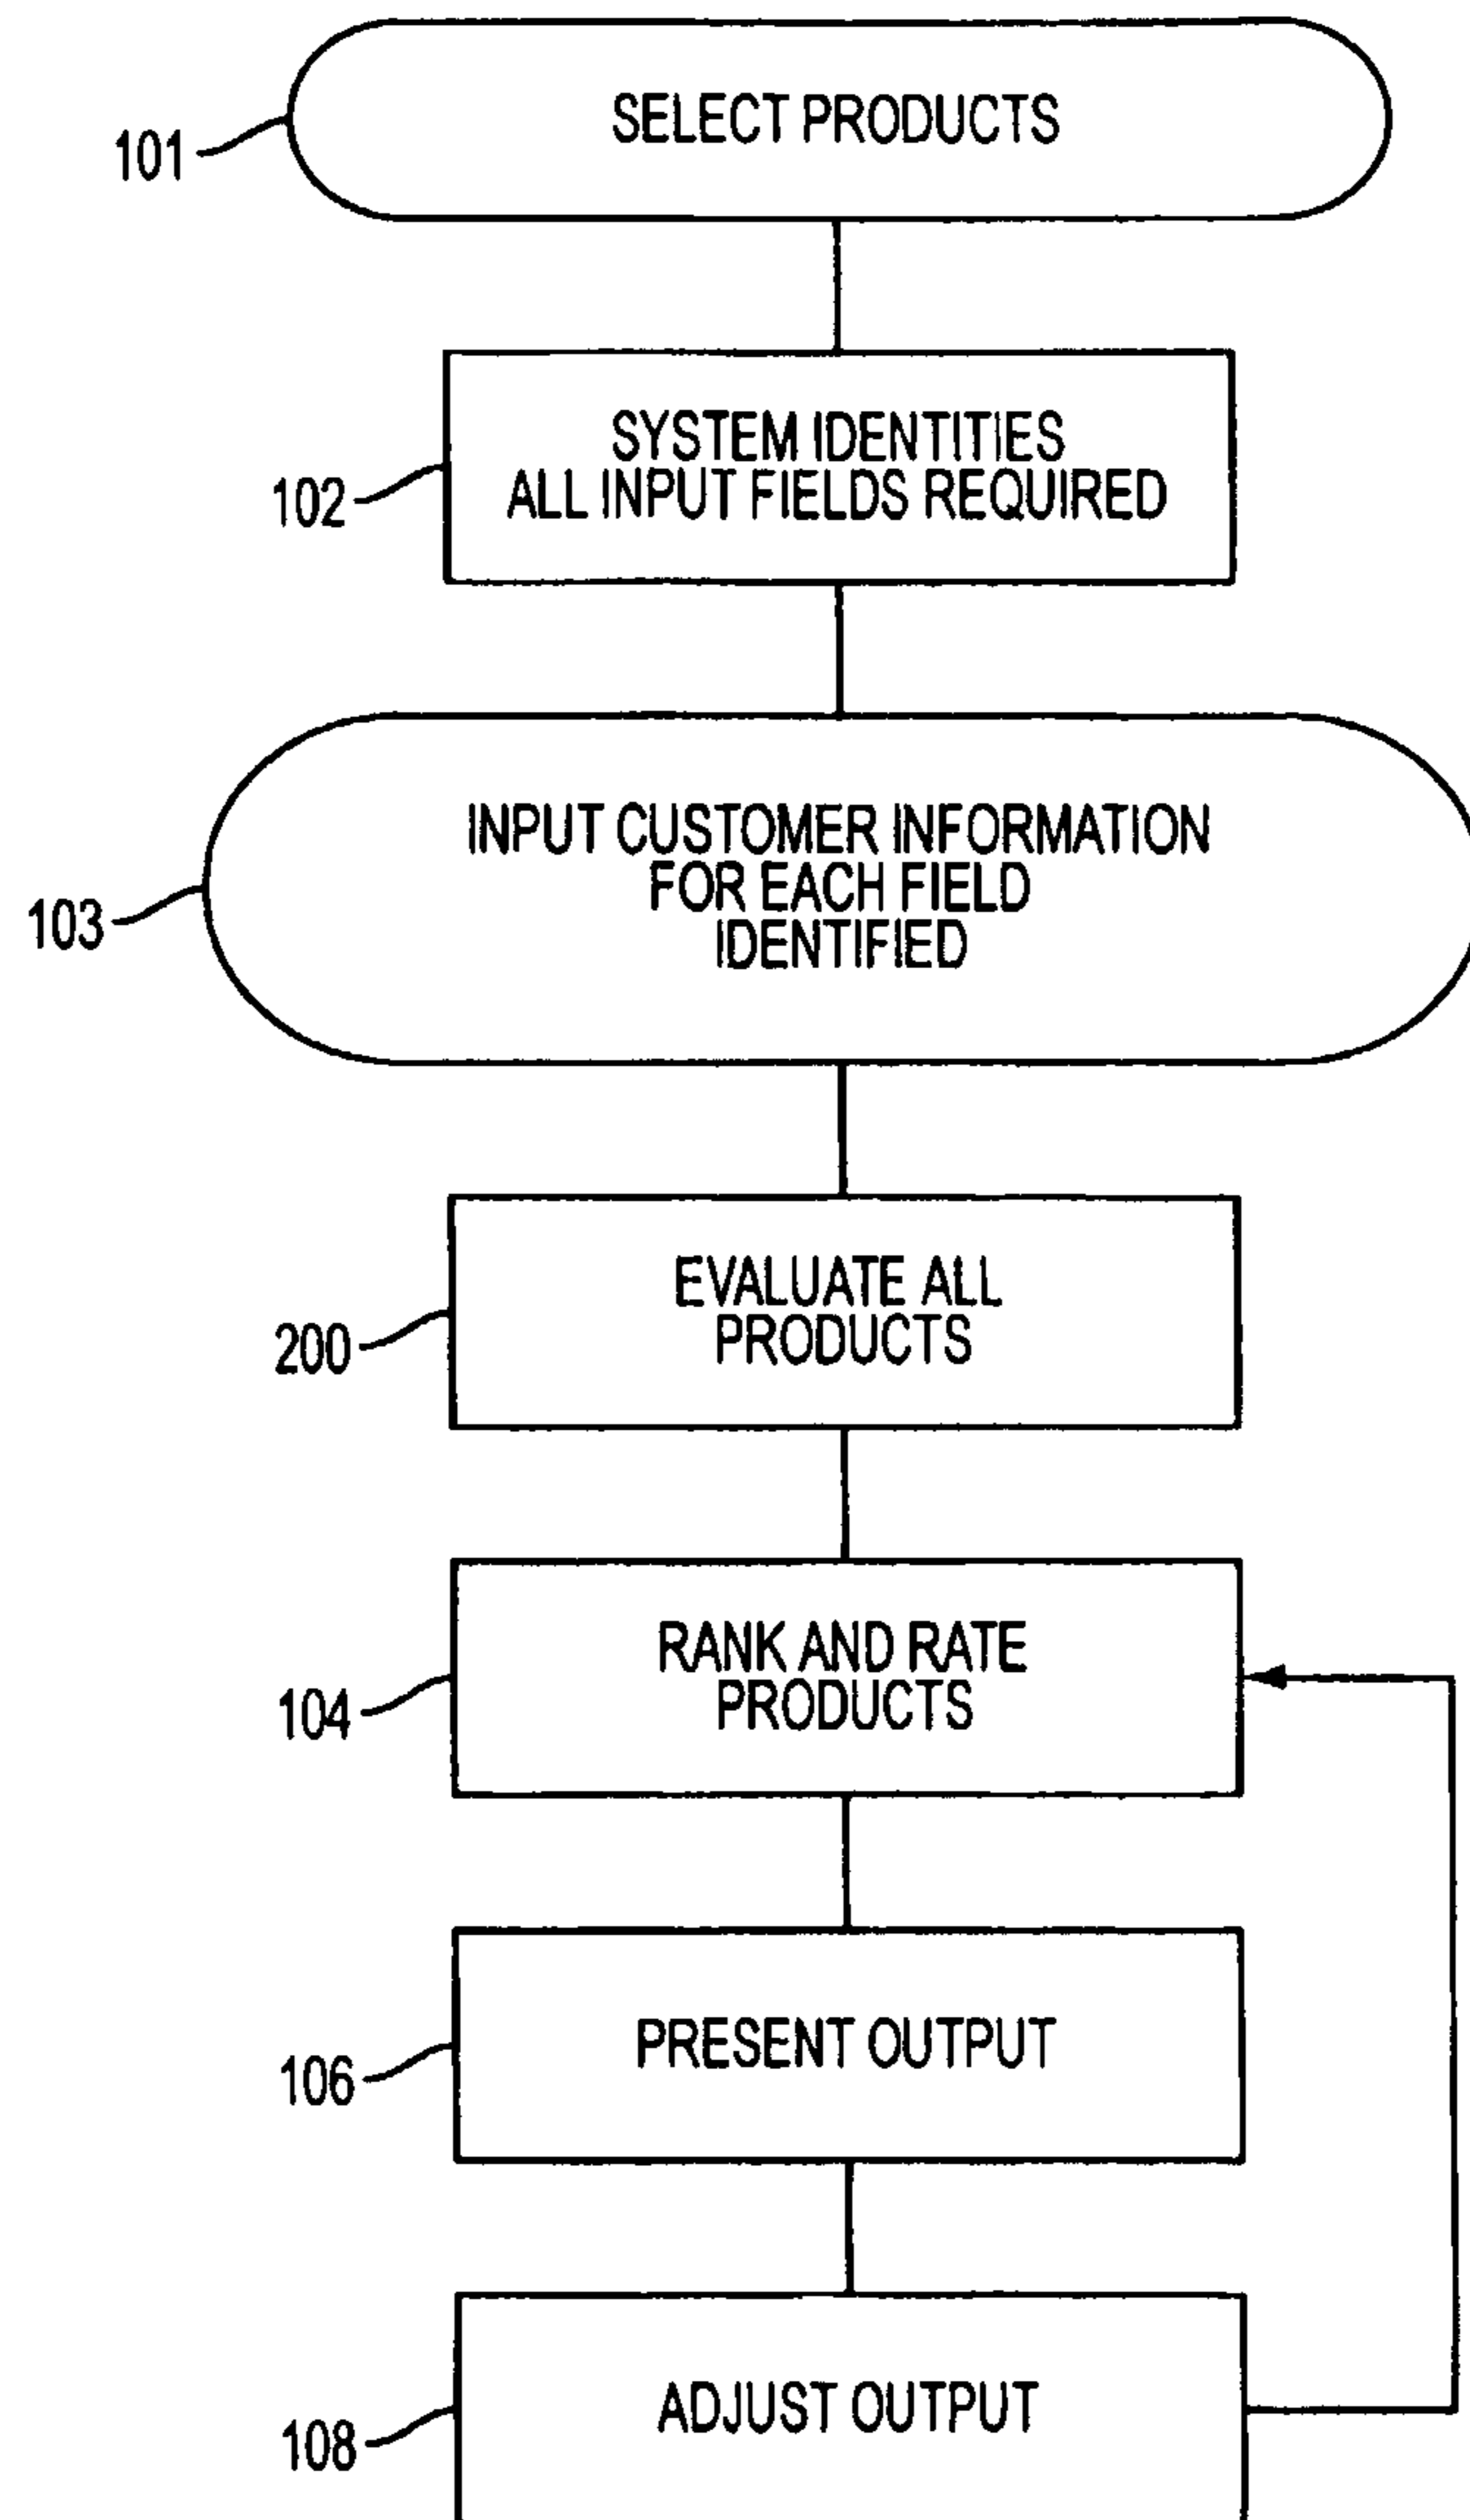 SELECT PRODUCTS
101
SYSTEM IDENTITIES
ALL INPUT FIELDS REQUIRED
102
INPUT CUSTOMER INFORMATION
FOR EACH FIELD
IDENTIFIED
103
EVALUATE ALL
PRODUCTS
200
RANK AND RATE
PRODUCTS
104
PRESENT OUTPUT
106
ADJUST OUTPUT
108